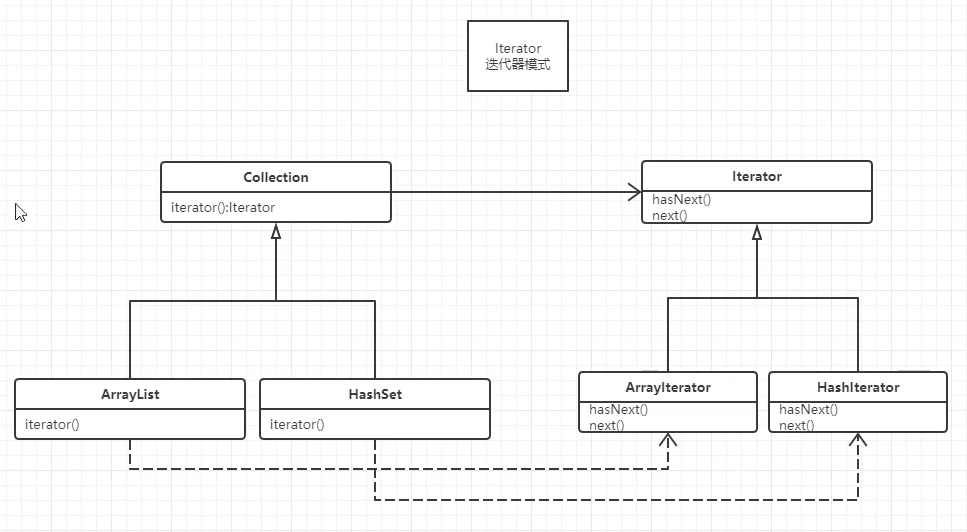 Iterator
迭代器模式
Collection
iterator():Iterator
Iterator
hasNext()
next()
ArrayList
iterator()
HashSet
iterator()
ArrayIterator
hasNext()
next()
HashIterator
hasNext()
next()